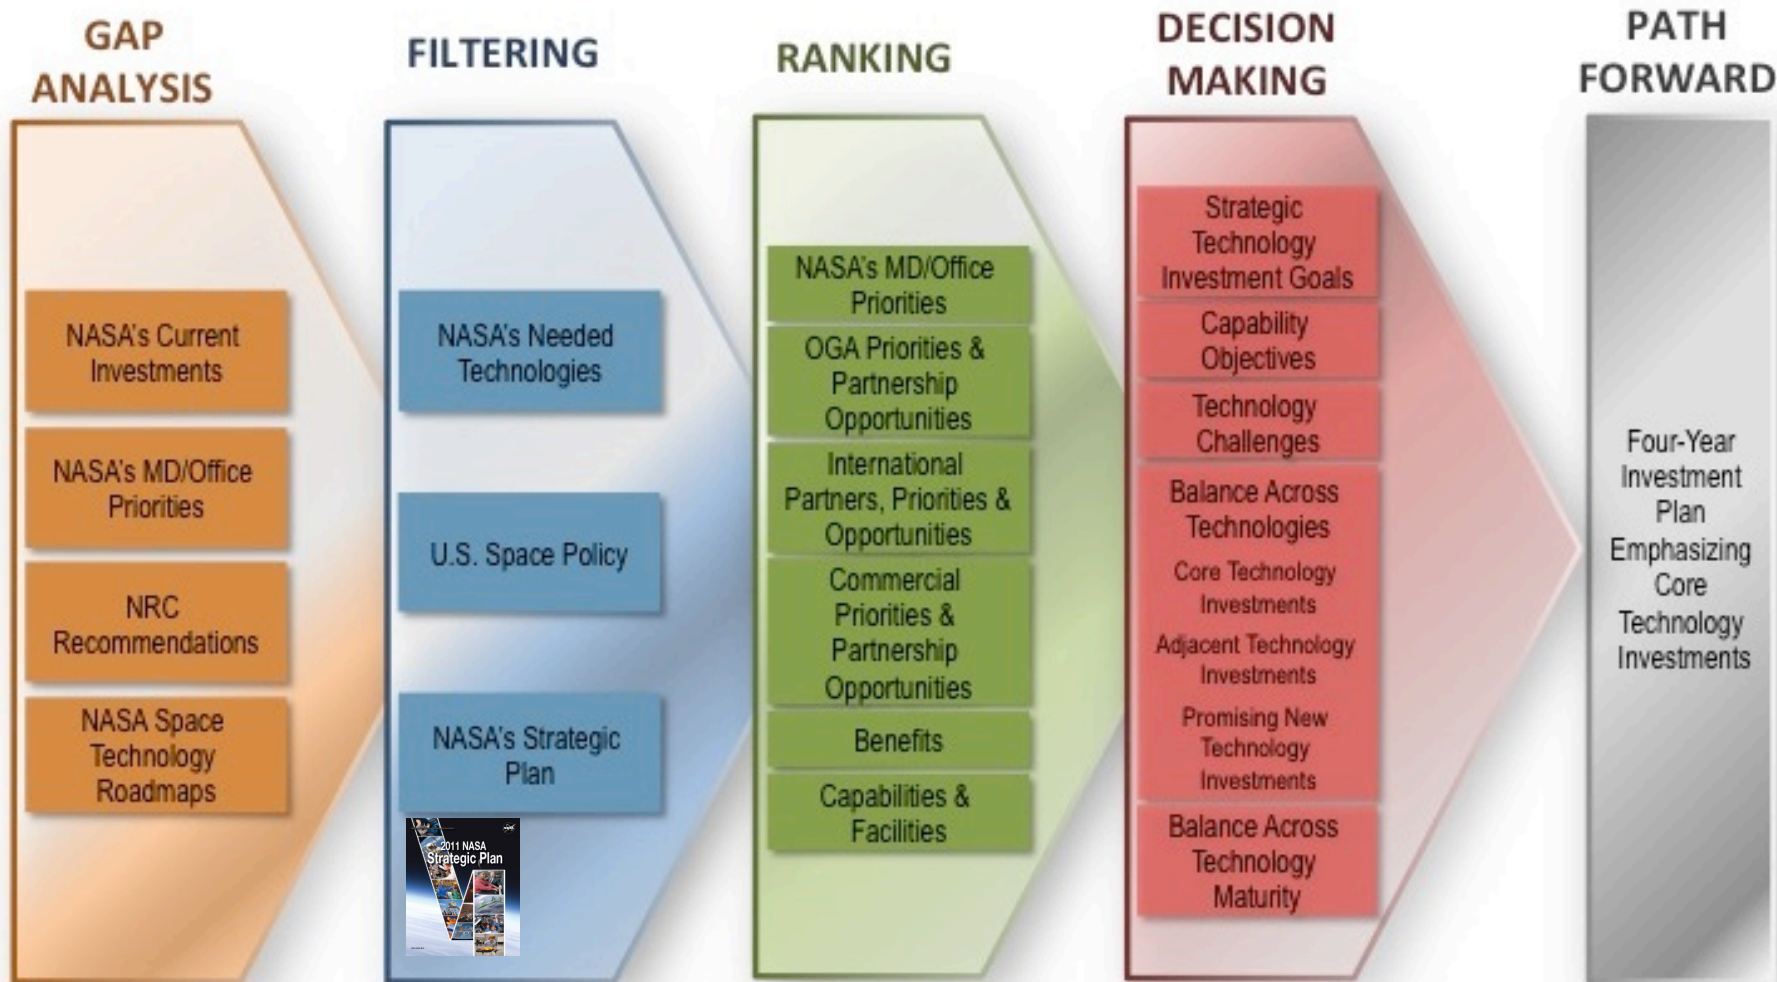 GAP
ANALYSIS
NASA's Current
Investments
NASA's MD/Office
Priorities
NRC
Recommendations
NASA Space
Technology
Roadmaps
FILTERING
NASA's Needed
Technologies
U.S. Space Policy
NASA's Strategic
Plan
2011 NASA
Strategic Plan
RANKING
NASA's MD/Office
Priorities
OGA Priorities &
Partnership
Opportunities
International
Partners, Priorities &
Opportunities
Commercial
Priorities &
Partnership
Opportunities
Benefits
Capabilities &
Facilities
DECISION
MAKING
Strategic
Technology
Investment Goals
Capability
Objectives
Technology
Challenges
Balance Across
Technologies
Core Technology
Investments
Adjacent Technology
Investments
Promising New
Technology
Investments
Balance Across
Technology
Maturity
PATH
FORWARD
Four-Year
Investment
Plan
Emphasizing
Core
Technology
Investments